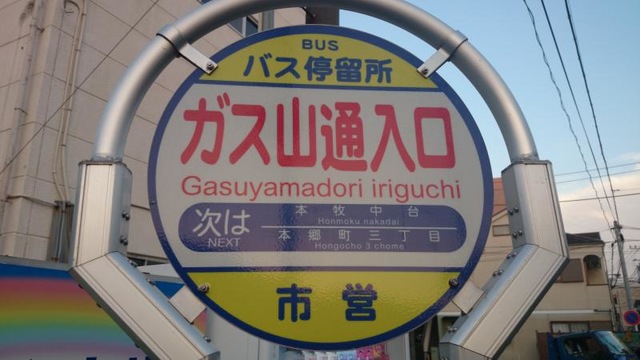 BUS
バス停留所
ガス山通入口
Gasuyamadori iriguchi
次は
NEXT
本牧中台
Honmoku nakadai
本郷町三丁目
Hongocho 3 chome
市営